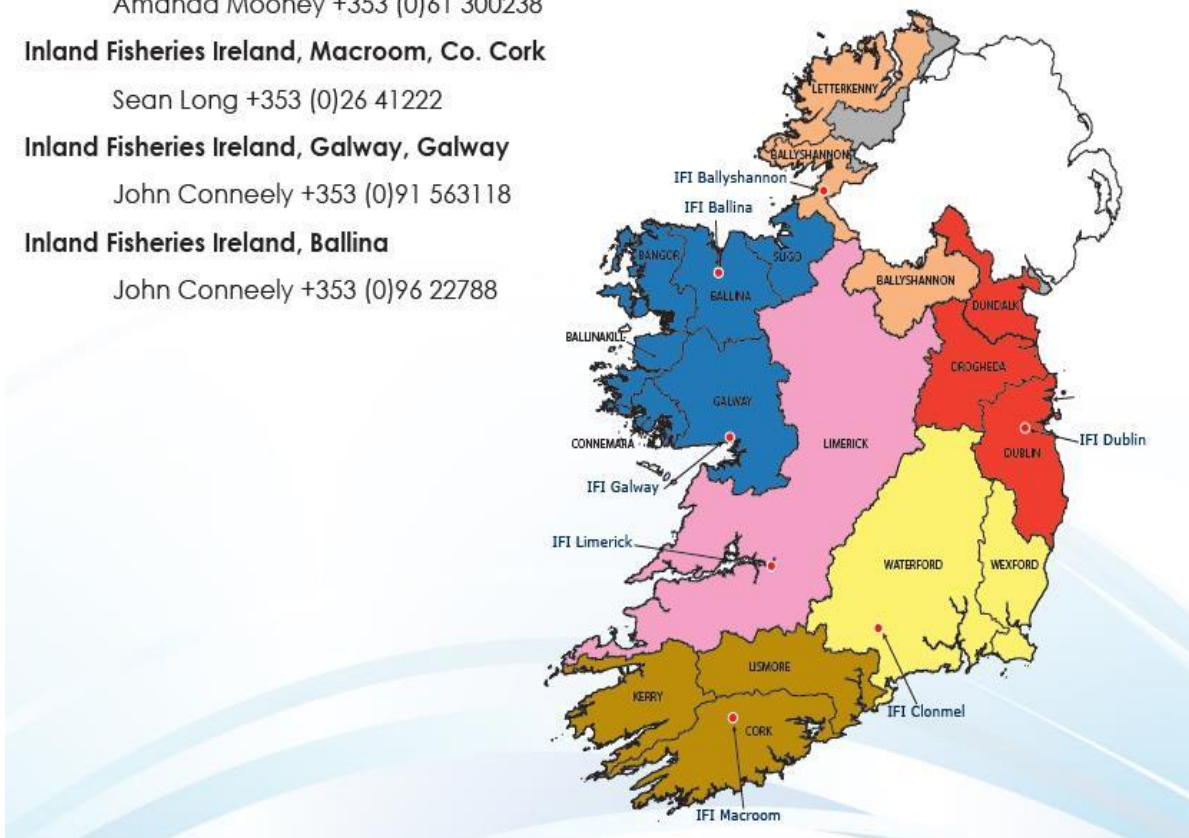 Amanda Mooney +353 (0)61 300238
Inland Fisheries Ireland, Macroom, Co. Cork
Sean Long +353 (0)26 41222
Inland Fisheries Ireland, Galway, Galway
John Conneely +353 (0)91 563118
Inland Fisheries Ireland, Ballina
John Conneely +353 (0)96 22788
LETTERKENNY
BALLYSHANNON
IFI Ballyshannon
IFI Ballina
BANGOR
SLIGO
BALLINA
BALLYSHANNON
DUNDALK
BALLINAKILL
DROGHEDA
GALWAY
CONNEMARA
LIMERICK
DUBLIN
IFI Dublin
IFI Galway
IFI Limerick
WATERFORD
WEXFORD
LISMORE
KERRY
IFI Clonmel
CORK
IFI Macroom